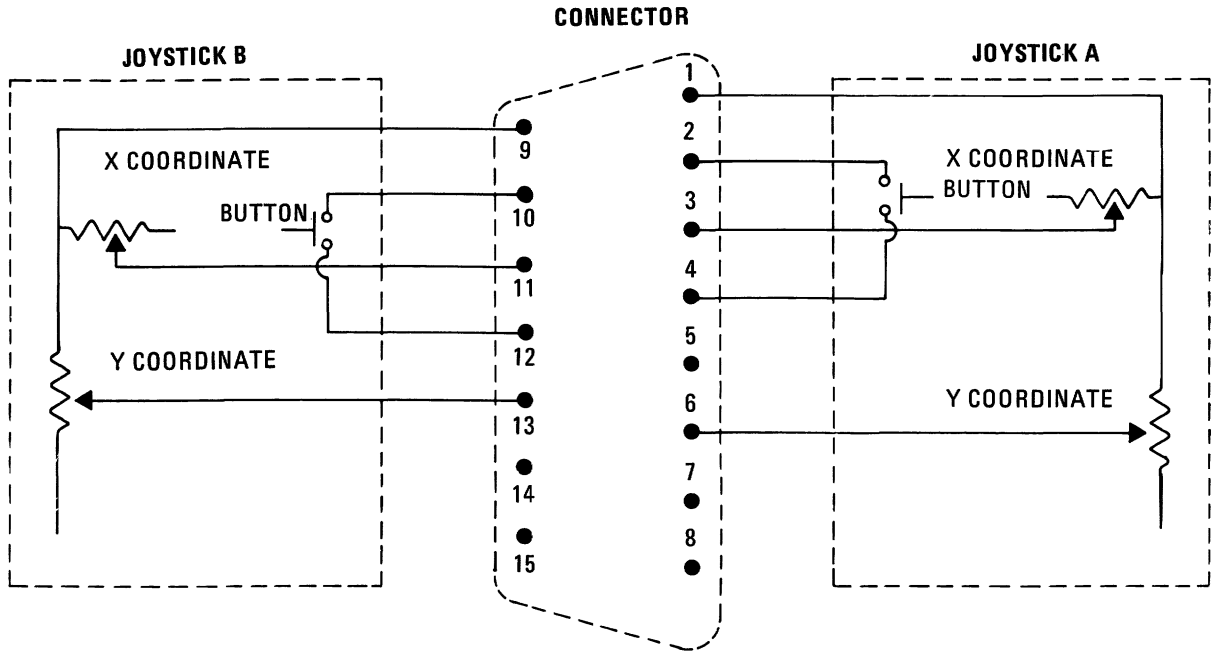 CONNECTOR
JOYSTICK B
X COORDINATE
BUTTON
Y COORDINATE
9
10
11
12
13
14
15
1
2
3
4
5
6
7
8
JOYSTICK A
X COORDINATE
BUTTON
Y COORDINATE